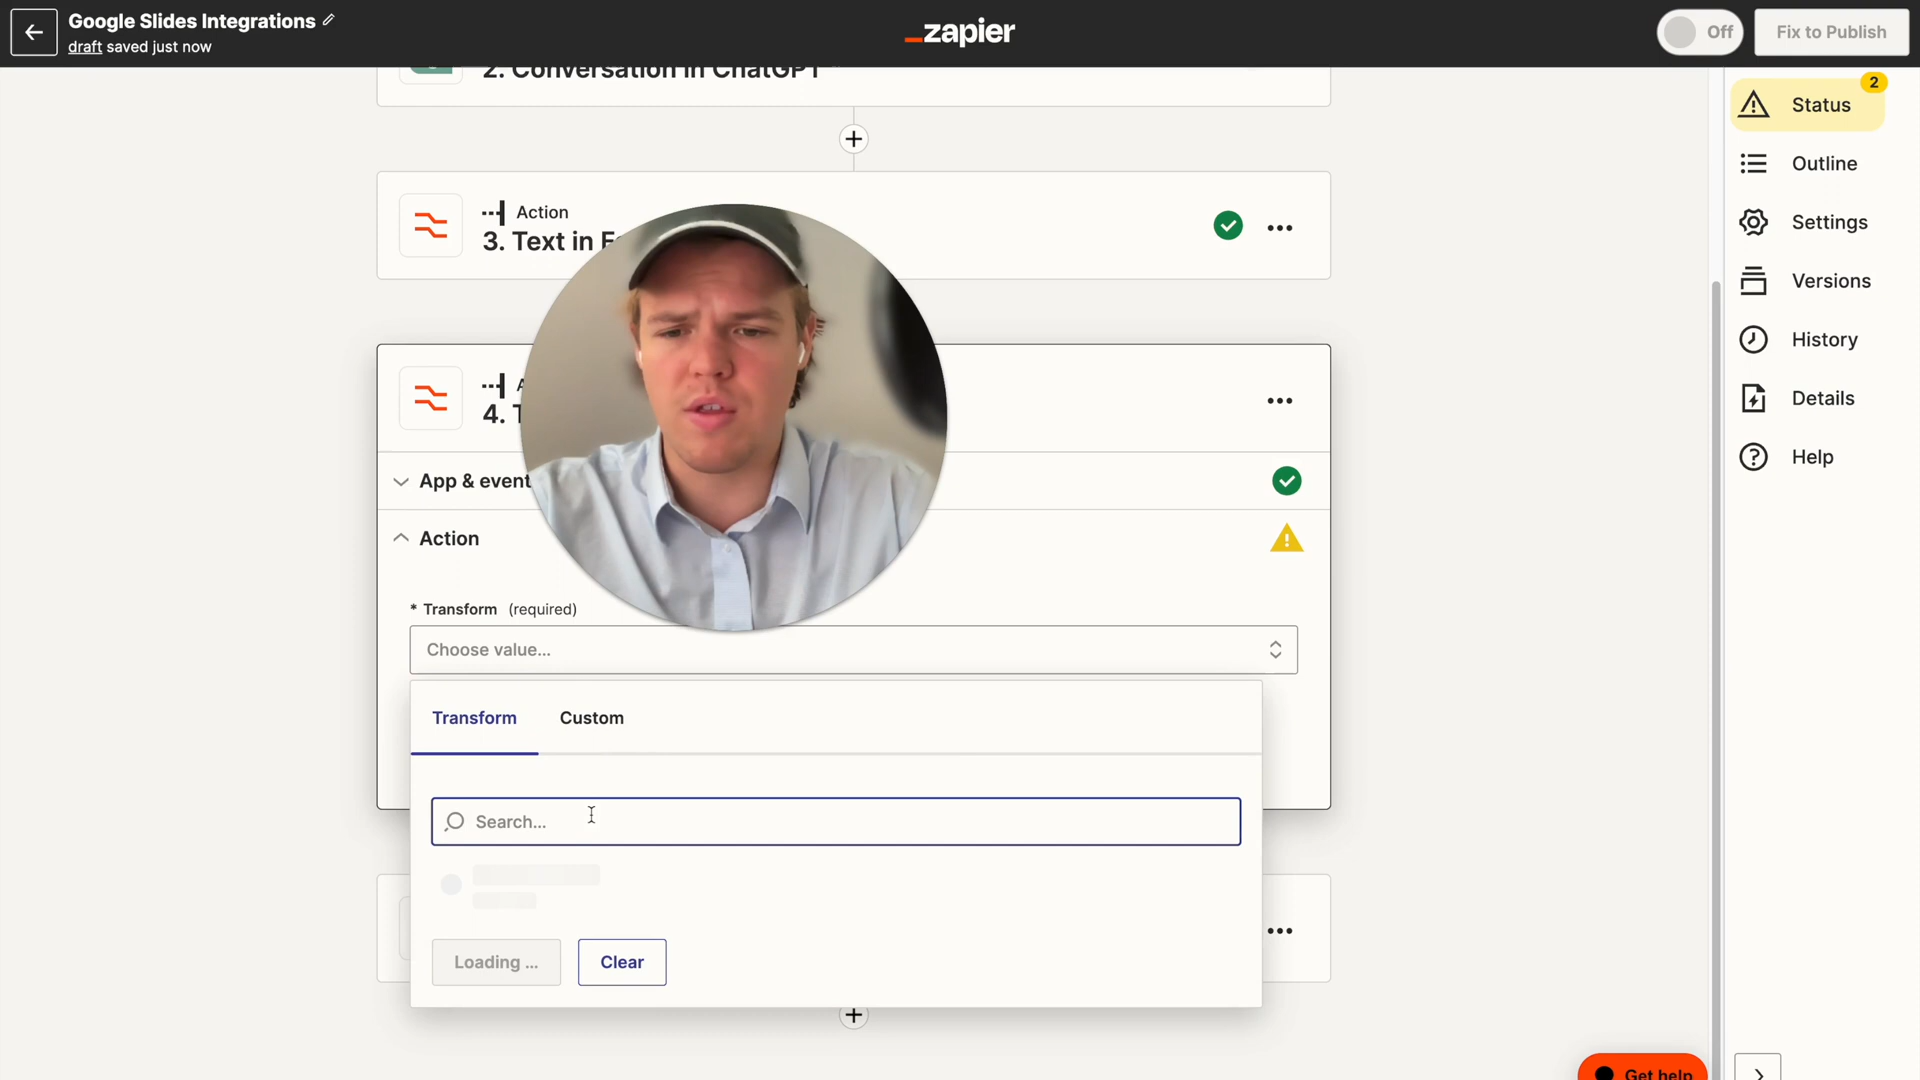 Google Slides Integrations
draft saved just now
zapier
Off
Fix to Publish
2. Conversation in ChatGPT
Action
3. Text in
4.
App & event
Action
* Transform (required)
Choose value...
Transform Custom
Search...
Loading ...
Clear
2
Status
Outline
Settings
Versions
History
Details
Help
Get help